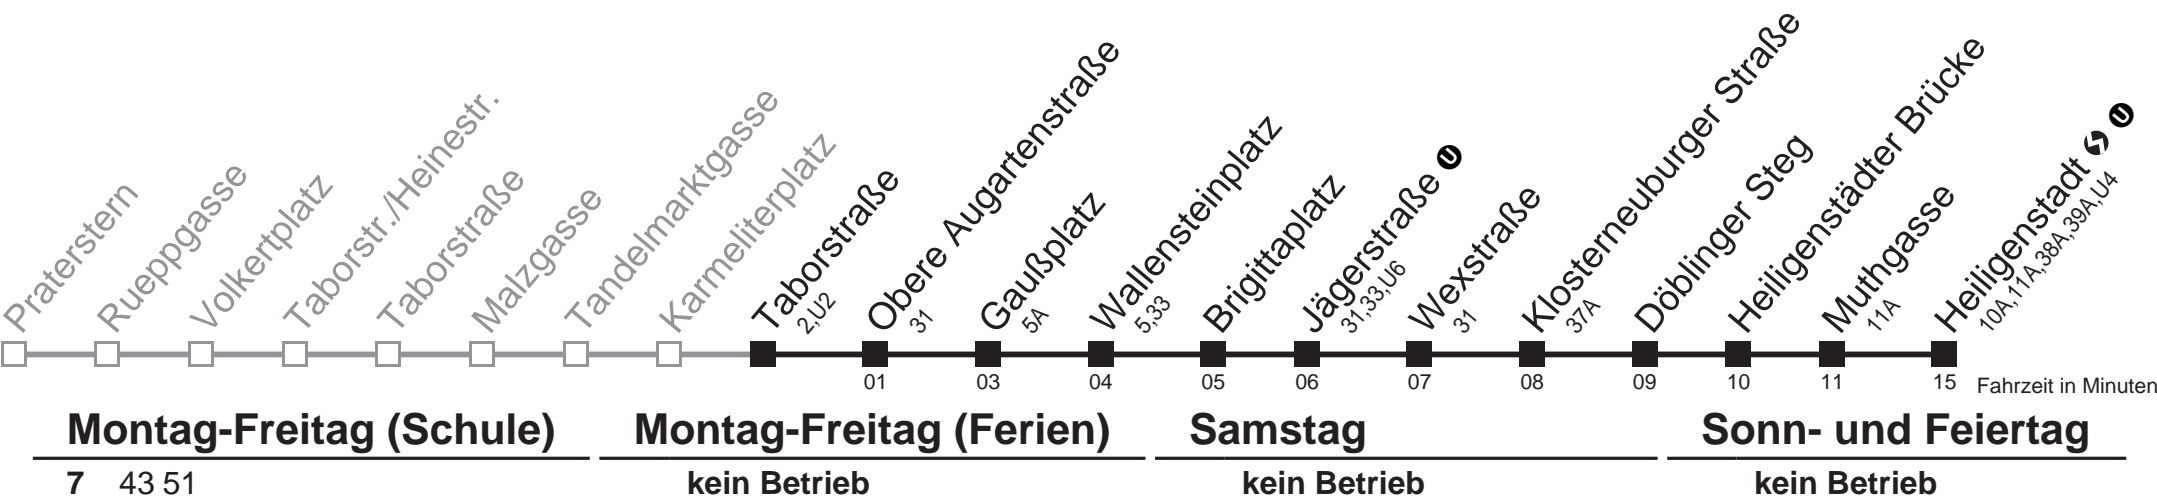 Praterstern
Rueppgasse
Volkertplatz
Taborstr./Heinestr.
Taborstraße
Malzgasse
Tandelmarktgasse
Karmeliterplatz
Taborstraße
2,U2
Obere Augartenstraße
31
Gaußplatz
5A
Wallensteinplatz
5,33
Brigittaplatz
Jägerstraße U
31,33,U6
Wexstraße
31
Klosterneuburger Straße
37A
Döblinger Steg
Heiligenstädter Brücke
Muthgasse
11A
Heiligenstadt U
10A,11A,38A,39A,U4
01 03 04 05 06 07 08 09 10 11 15 Fahrzeit in Minuten
Montag-Freitag (Schule) Montag-Freitag (Ferien) Samstag Sonn- und Feiertag
7 43 51 kein Betrieb kein Betrieb kein Betrieb